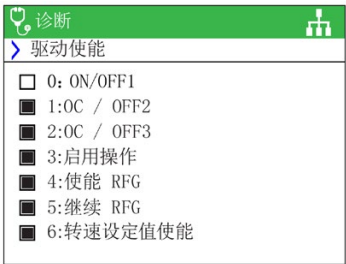 诊断
驱动使能
0: ON/OFF1
1:OC / OFF2
2:OC / OFF3
3:启用操作
4:使能 RFG
5:继续 RFG
6:转速设定值使能